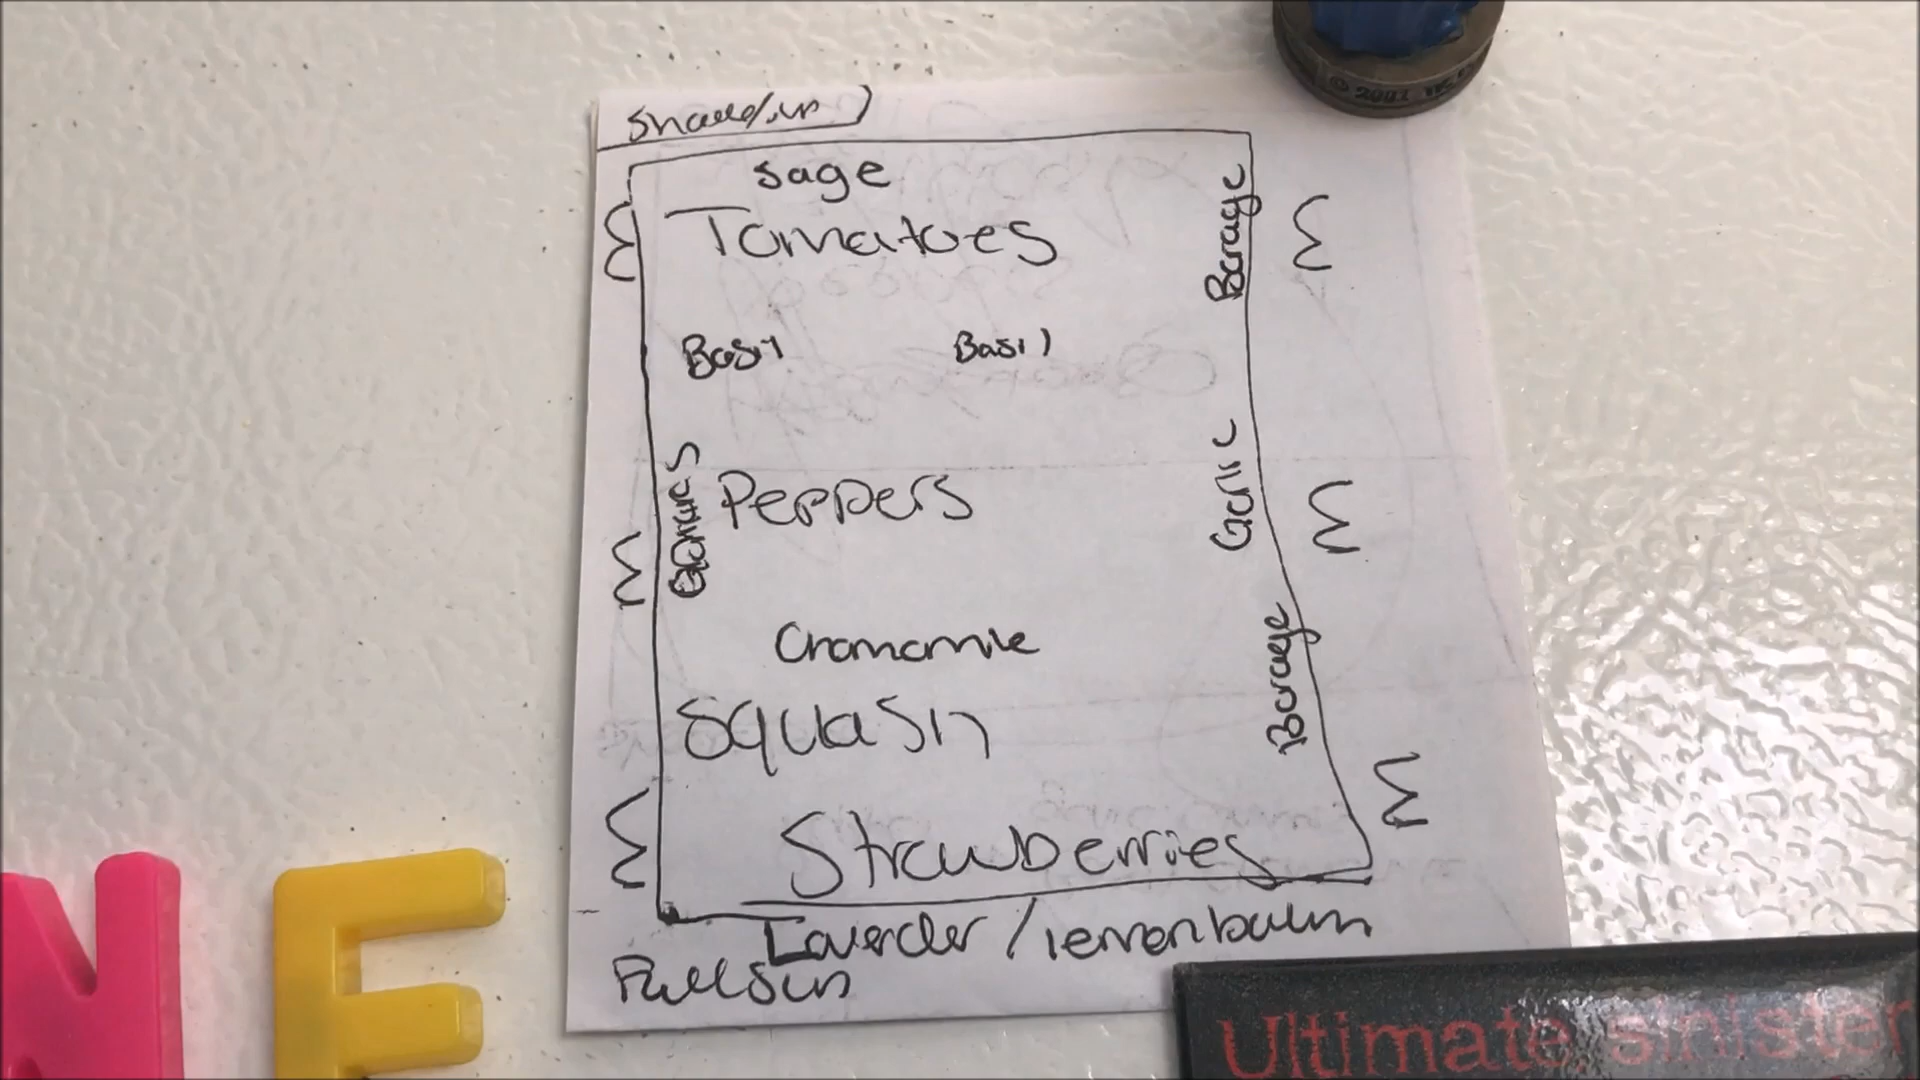 Shade/sun
Sage
Tomatoes
Borage
Basil
Basil
Peppers
Garlic
Chamomile
Squash
Borage
Strawberries
Lavender / lemon balm
Full Sun
© 2001
Ultimate sinister